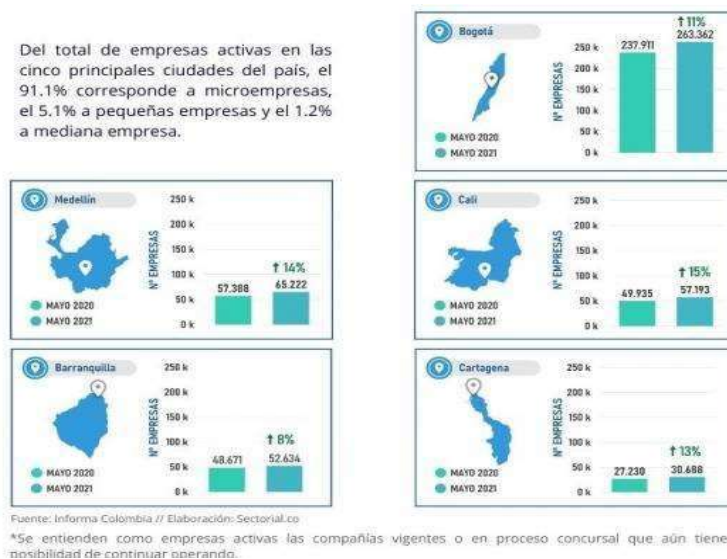 Del total de empresas activas en las
cinco principales ciudades del país, el
91.1% corresponde a microempresas,
el 5.1% a pequeñas empresas y el 1.2%
a mediana empresa.
Bogotá
Nº EMPRESAS
250 k
200 k
150 k
100 k
50 k
0 k
237.911
↑ 11%
263.362
MAYO 2020
MAYO 2021
Medellín
Nº EMPRESAS
250 k
200 k
150 k
100 k
50 k
0 k
57.388
↑ 14%
65.222
MAYO 2020
MAYO 2021
Cali
Nº EMPRESAS
250 k
200 k
150 k
100 k
50 k
0 k
49.935
↑ 15%
57.193
MAYO 2020
MAYO 2021
Barranquilla
Nº EMPRESAS
250 k
200 k
150 k
100 k
50 k
0 k
48.671
↑ 8%
52.634
MAYO 2020
MAYO 2021
Cartagena
Nº EMPRESAS
250 k
200 k
150 k
100 k
50 k
0 k
27.230
↑ 13%
30.688
MAYO 2020
MAYO 2021
Fuente: Informa Colombia // Elaboración: Sectorial.co
*Se entienden como empresas activas las compañías vigentes o en proceso concursal que aún tiene
posibilidad de continuar operando.